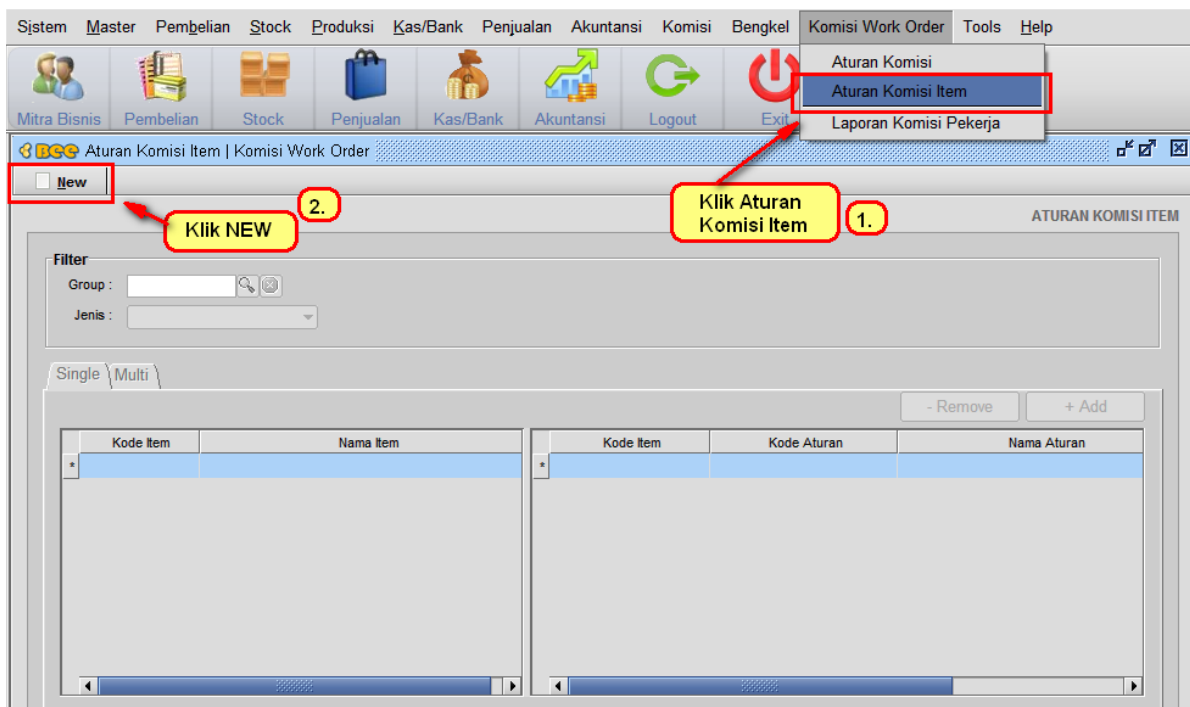 Sistem Master Pembelian Stock Produksi Kas/Bank Penjualan Akuntansi Komisi Bengkel Komisi Work Order Tools Help
Aturan Komisi
Aturan Komisi Item
Laporan Komisi Pekerja
Mitra Bisnis Pembelian Stock Penjualan Kas/Bank Akuntansi Logout Exit
BEE Aturan Komisi Item | Komisi Work Order
New
Klik NEW
2.
Klik Aturan
Komisi Item
1.
ATURAN KOMISI ITEM
Filter
Group :
Jenis :
Single Multi
- Remove + Add
Kode Item Nama Item Kode Item Kode Aturan Nama Aturan
* *